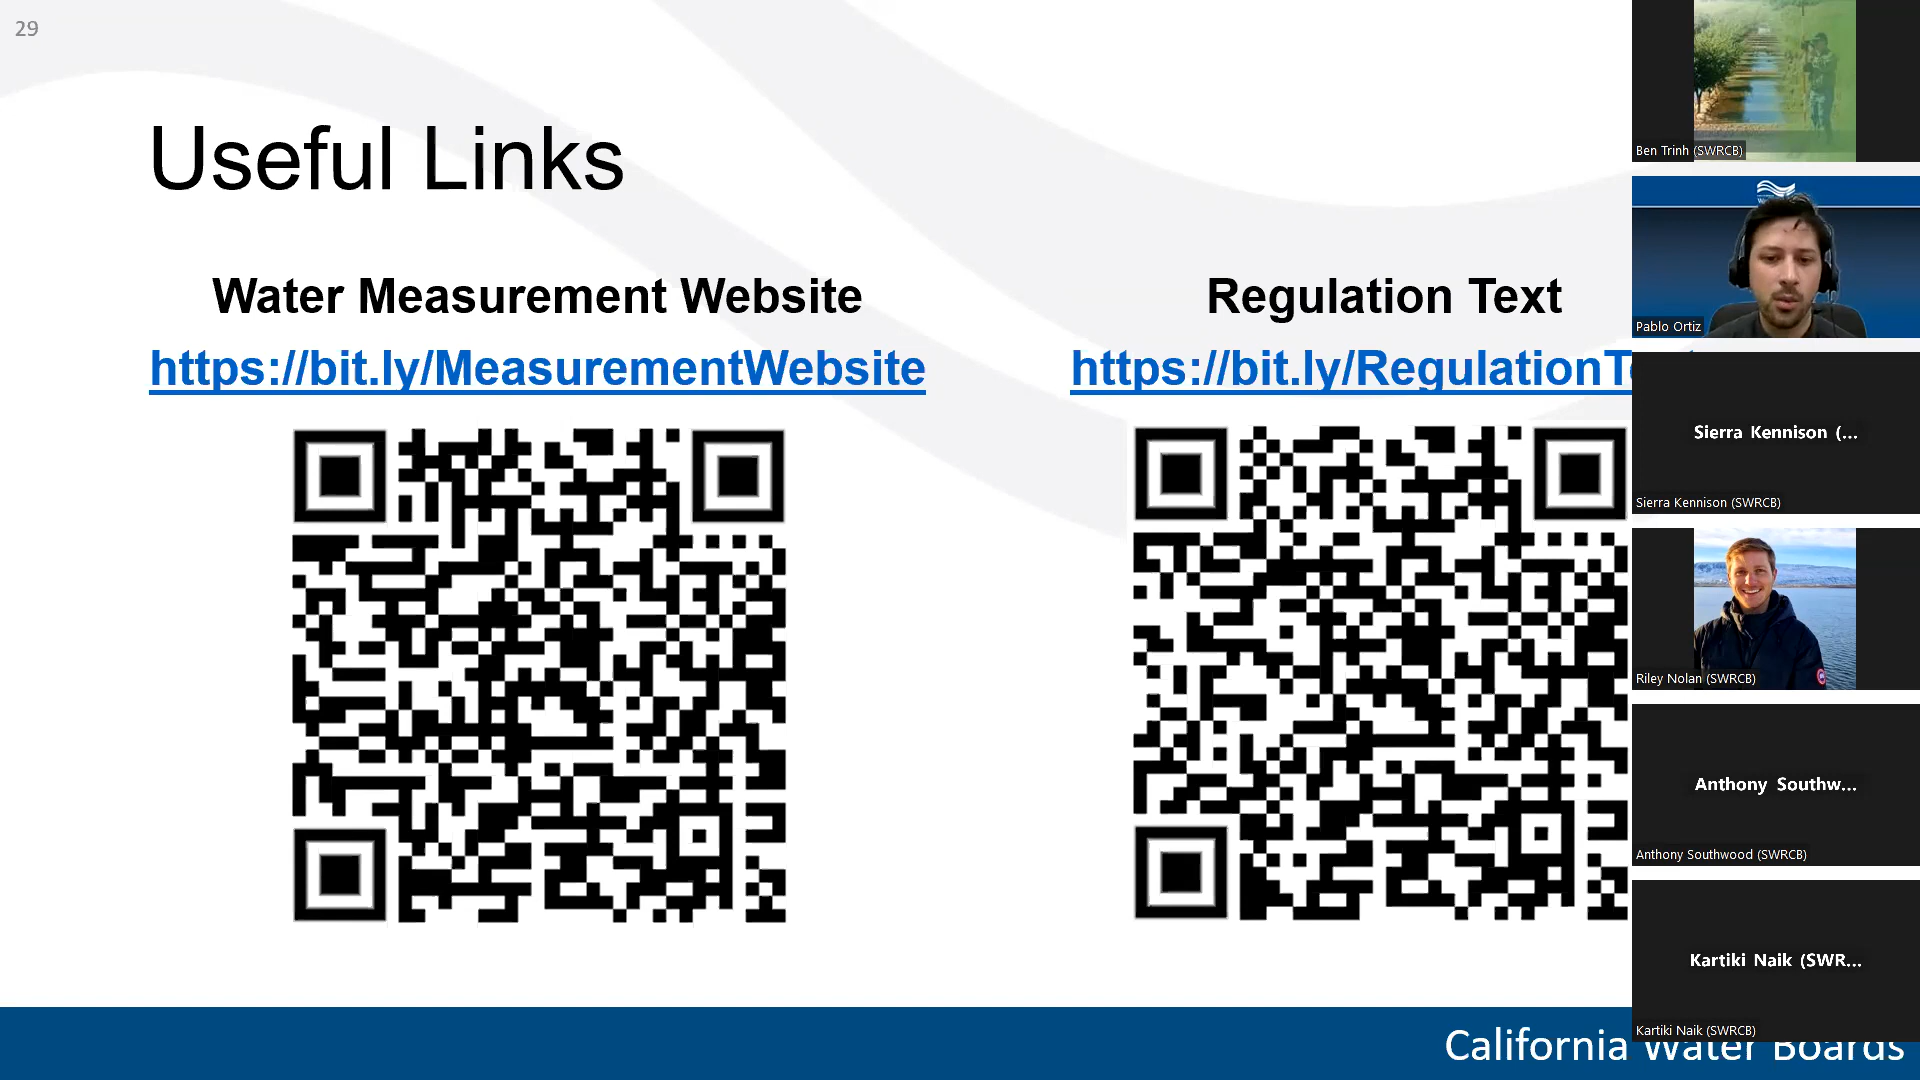 29
Useful Links
Water Measurement Website
https://bit.ly/MeasurementWebsite
Regulation Text
https://bit.ly/RegulationT
Ben Trinh (SWRCB)
Pablo Ortiz
Sierra Kennison (...
Sierra Kennison (SWRCB)
Riley Nolan (SWRCB)
Anthony Southw...
Anthony Southwood (SWRCB)
Kartiki Naik (SWR...
Kartiki Naik (SWRCB)
California Water Boards